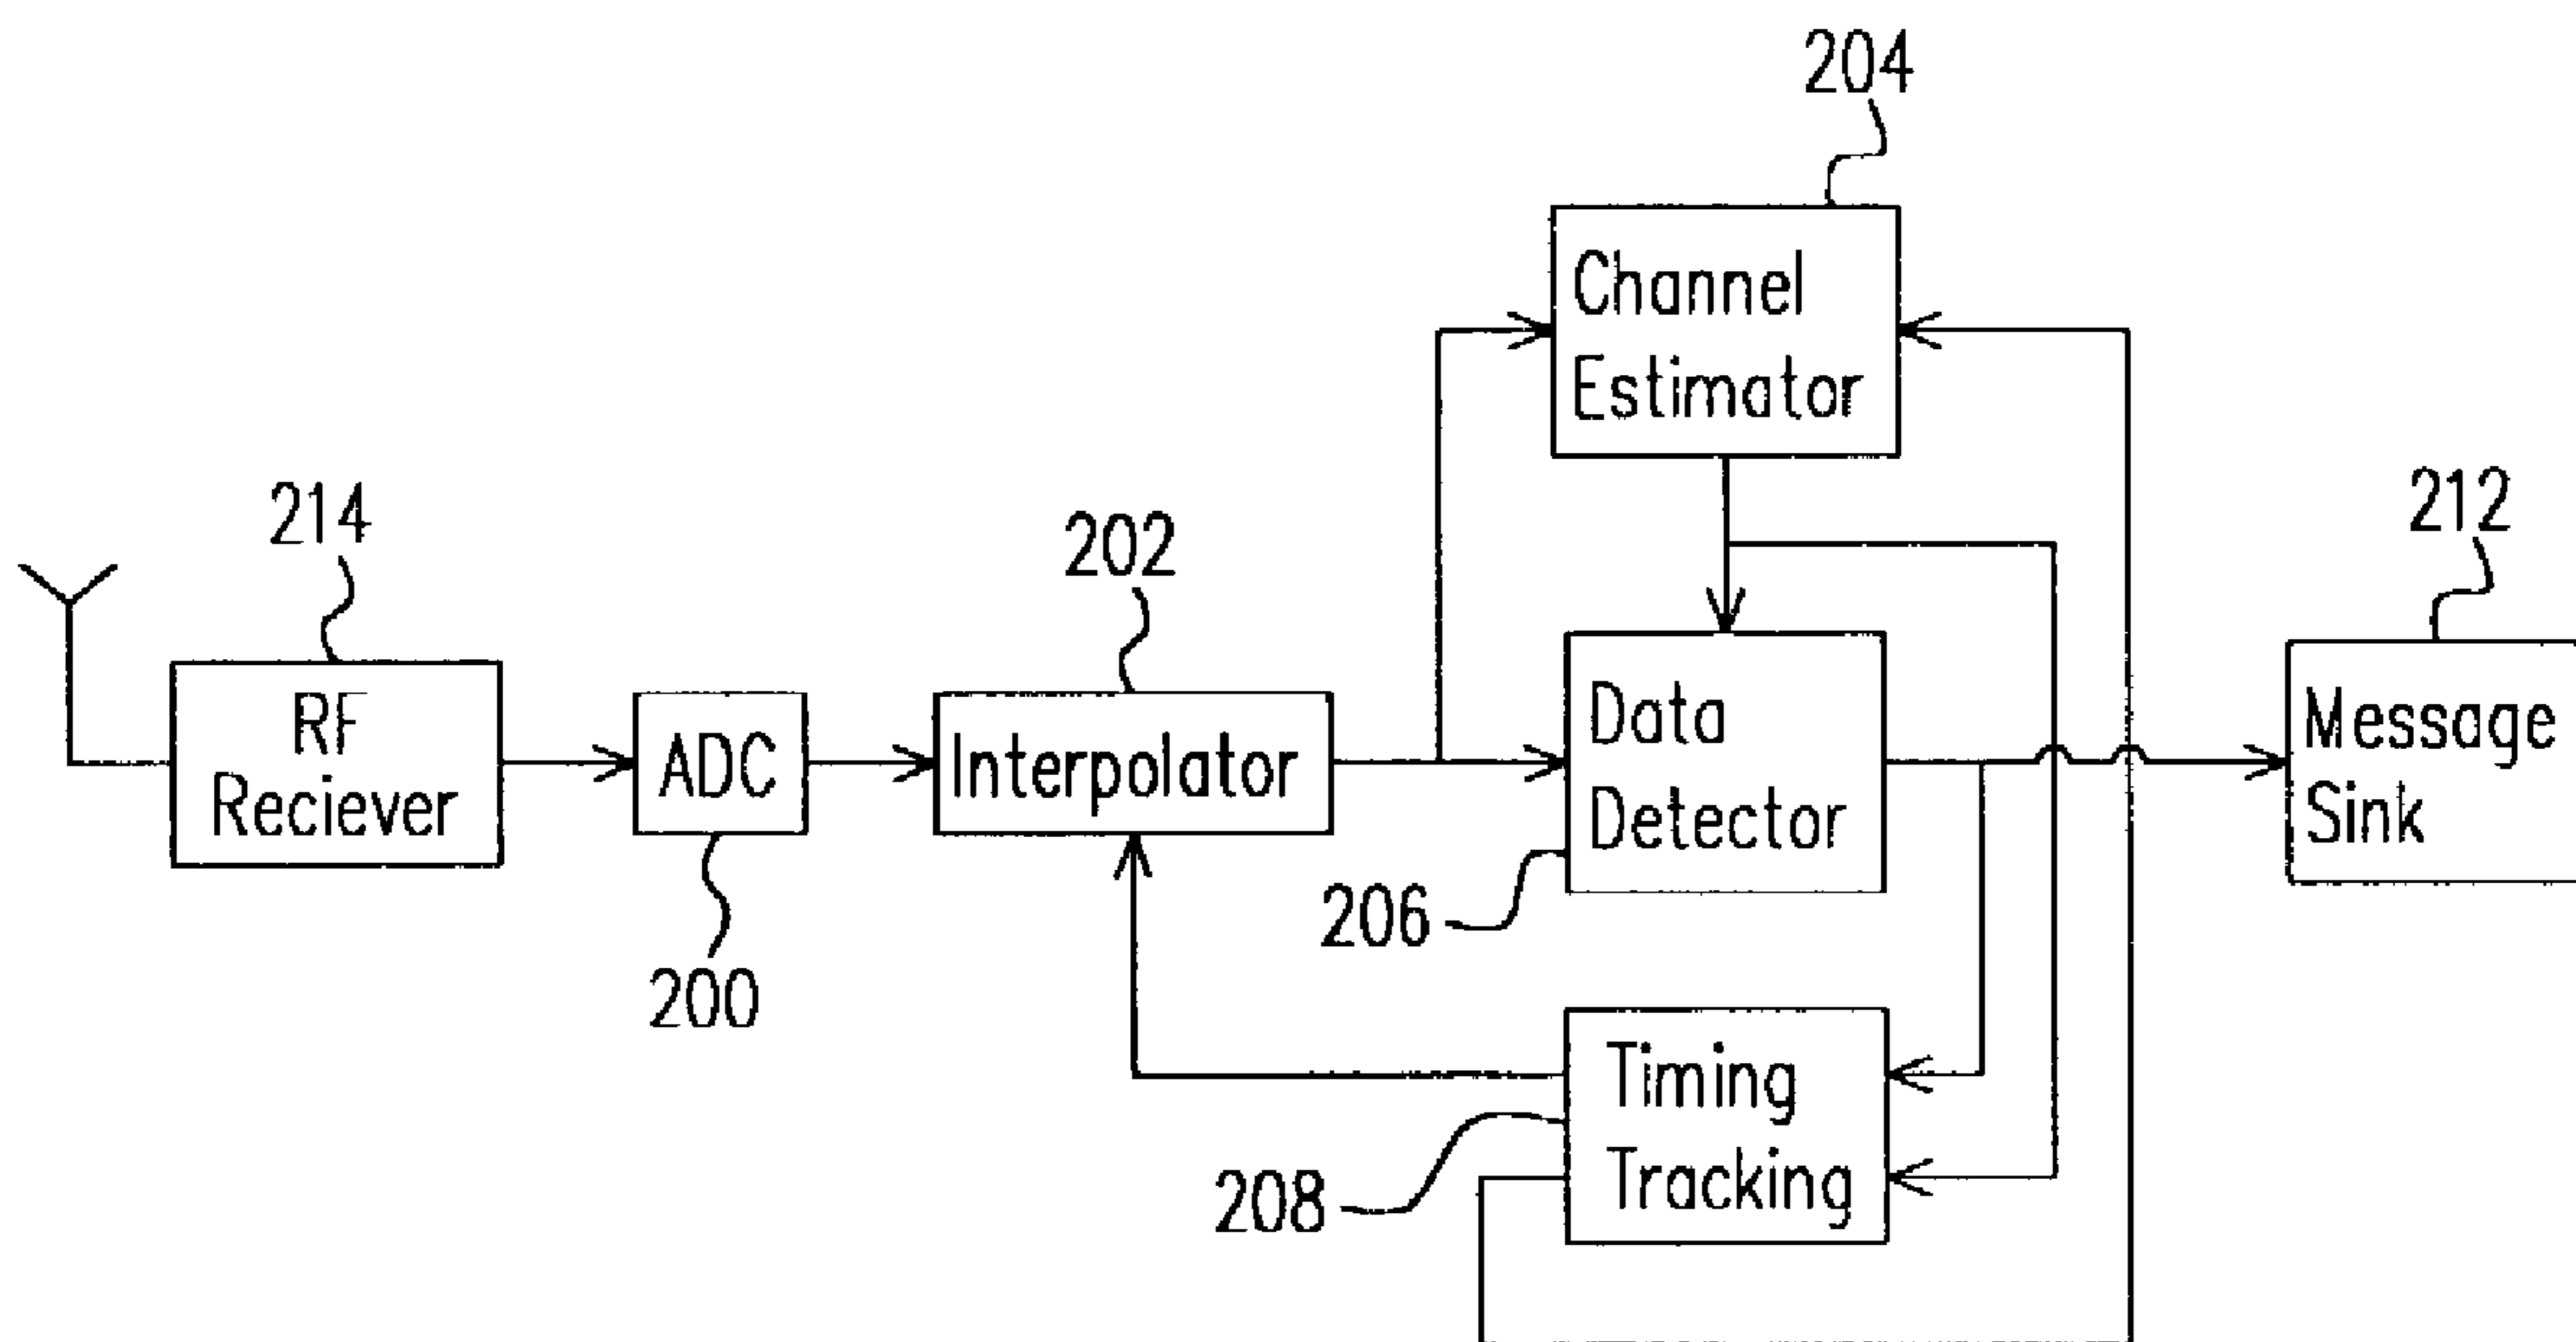 204
Channel
Estimator
214
202
212
RF
Reciever
ADC
Interpolator
Data
Detector
Message
Sink
206
200
Timing
Tracking
208